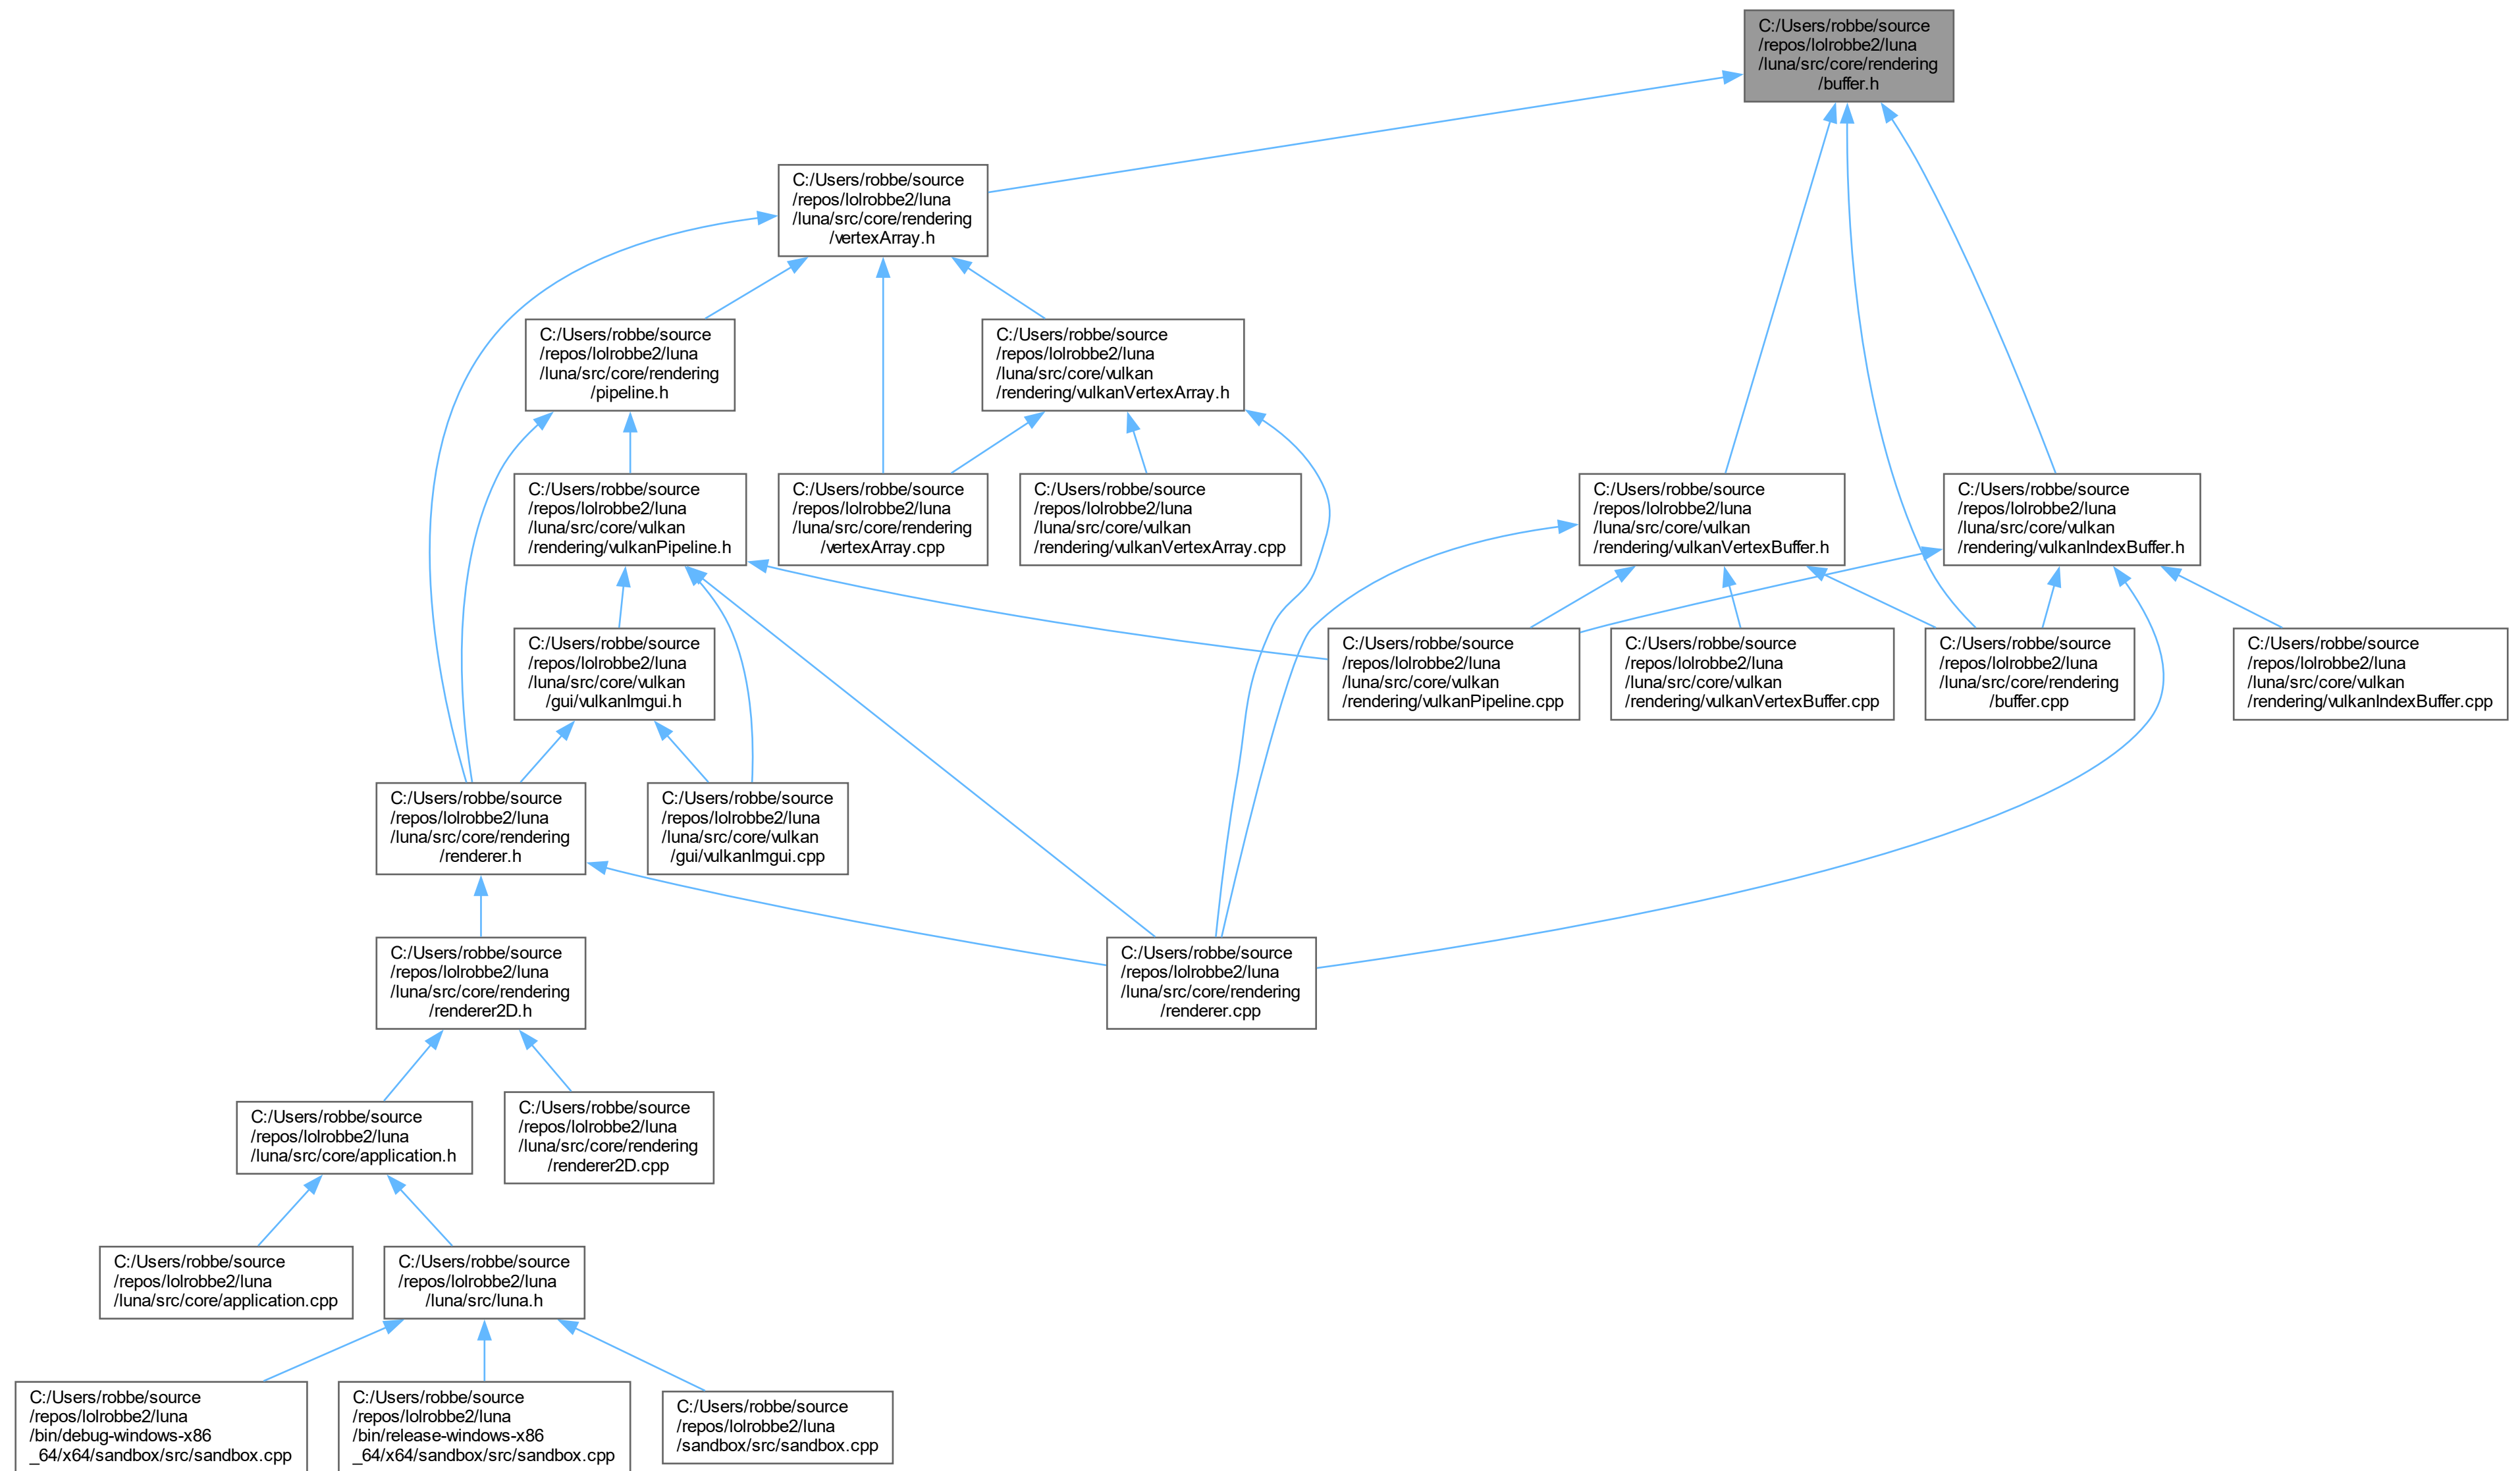 C:/Users/robbe/source
/repos/lolrobbe2/luna
/luna/src/core/rendering
/buffer.h
C:/Users/robbe/source
/repos/lolrobbe2/luna
/luna/src/core/rendering
/vertexArray.h
C:/Users/robbe/source
/repos/lolrobbe2/luna
/luna/src/core/rendering
/pipeline.h
C:/Users/robbe/source
/repos/lolrobbe2/luna
/luna/src/core/vulkan
/rendering/vulkanVertexArray.h
C:/Users/robbe/source
/repos/lolrobbe2/luna
/luna/src/core/vulkan
/rendering/vulkanPipeline.h
C:/Users/robbe/source
/repos/lolrobbe2/luna
/luna/src/core/rendering
/vertexArray.cpp
C:/Users/robbe/source
/repos/lolrobbe2/luna
/luna/src/core/vulkan
/rendering/vulkanVertexArray.cpp
C:/Users/robbe/source
/repos/lolrobbe2/luna
/luna/src/core/vulkan
/rendering/vulkanVertexBuffer.h
C:/Users/robbe/source
/repos/lolrobbe2/luna
/luna/src/core/vulkan
/rendering/vulkanIndexBuffer.h
C:/Users/robbe/source
/repos/lolrobbe2/luna
/luna/src/core/vulkan
/gui/vulkanImgui.h
C:/Users/robbe/source
/repos/lolrobbe2/luna
/luna/src/core/vulkan
/rendering/vulkanPipeline.cpp
C:/Users/robbe/source
/repos/lolrobbe2/luna
/luna/src/core/vulkan
/rendering/vulkanVertexBuffer.cpp
C:/Users/robbe/source
/repos/lolrobbe2/luna
/luna/src/core/rendering
/buffer.cpp
C:/Users/robbe/source
/repos/lolrobbe2/luna
/luna/src/core/vulkan
/rendering/vulkanIndexBuffer.cpp
C:/Users/robbe/source
/repos/lolrobbe2/luna
/luna/src/core/rendering
/renderer.h
C:/Users/robbe/source
/repos/lolrobbe2/luna
/luna/src/core/vulkan
/gui/vulkanImgui.cpp
C:/Users/robbe/source
/repos/lolrobbe2/luna
/luna/src/core/rendering
/renderer2D.h
C:/Users/robbe/source
/repos/lolrobbe2/luna
/luna/src/core/rendering
/renderer.cpp
C:/Users/robbe/source
/repos/lolrobbe2/luna
/luna/src/core/application.h
C:/Users/robbe/source
/repos/lolrobbe2/luna
/luna/src/core/rendering
/renderer2D.cpp
C:/Users/robbe/source
/repos/lolrobbe2/luna
/luna/src/core/application.cpp
C:/Users/robbe/source
/repos/lolrobbe2/luna
/luna/src/luna.h
C:/Users/robbe/source
/repos/lolrobbe2/luna
/bin/debug-windows-x86
_64/x64/sandbox/src/sandbox.cpp
C:/Users/robbe/source
/repos/lolrobbe2/luna
/bin/release-windows-x86
_64/x64/sandbox/src/sandbox.cpp
C:/Users/robbe/source
/repos/lolrobbe2/luna
/sandbox/src/sandbox.cpp